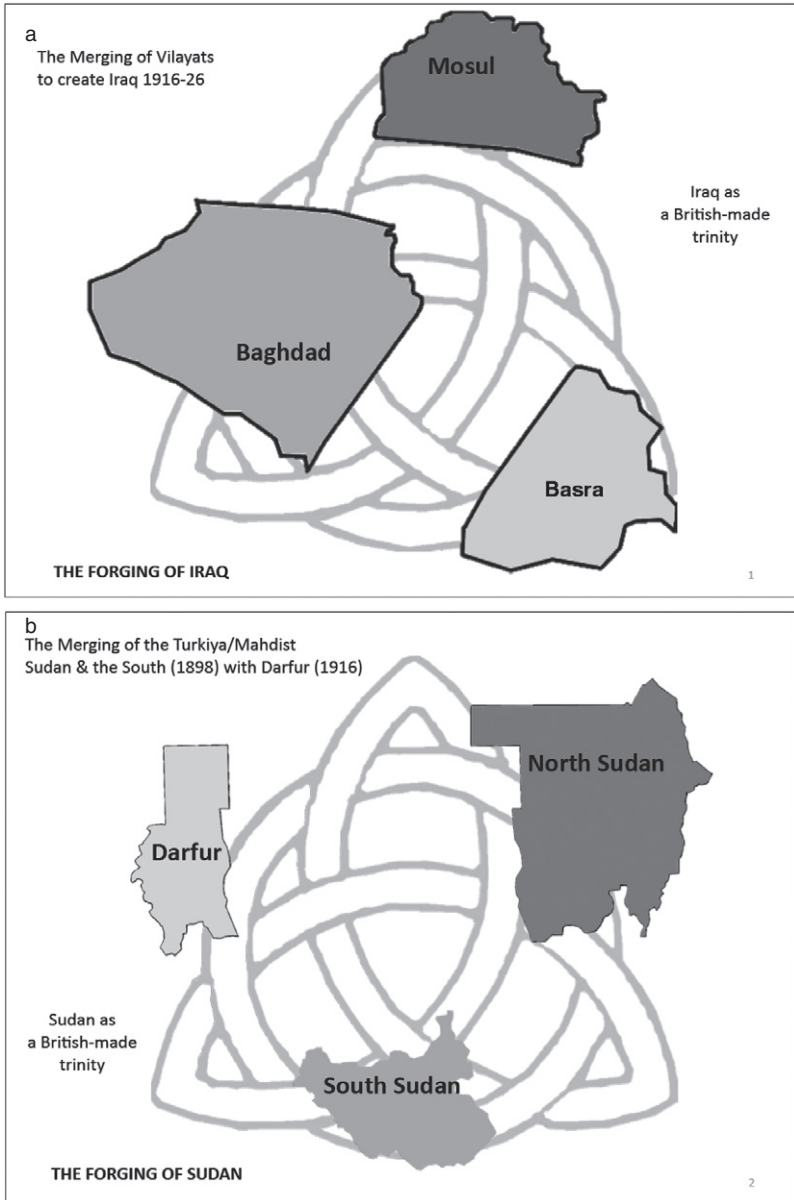 a
The Merging of Vilayats
to create Iraq 1916-26
Mosul
Iraq as
a British-made
trinity
Baghdad
Basra
THE FORGING OF IRAQ
1
b
The Merging of the Turkiya/Mahdist
Sudan & the South (1898) with Darfur (1916)
North Sudan
Darfur
Sudan as
a British-made
trinity
South Sudan
THE FORGING OF SUDAN
2